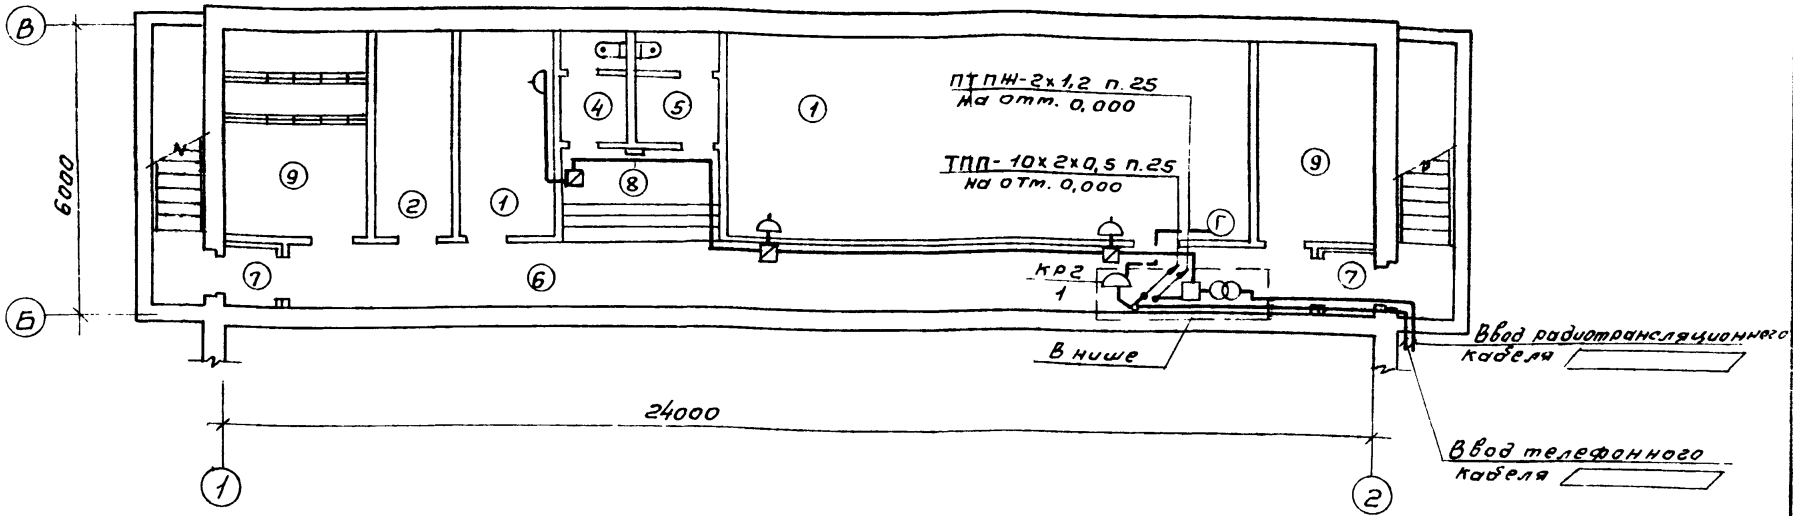 В
ПТПЖ-2х1,2 п.25
на отм. 0,000
4
5
1
ТПП-10х2х0,5 п.25
на отм. 0,000
9
9
8
2
1
Г
6000
7
6
КРГ
1
7
Б
В нише
Ввод радиотрансляционного
кабеля
24000
Ввод телефонного
кабеля
1
2